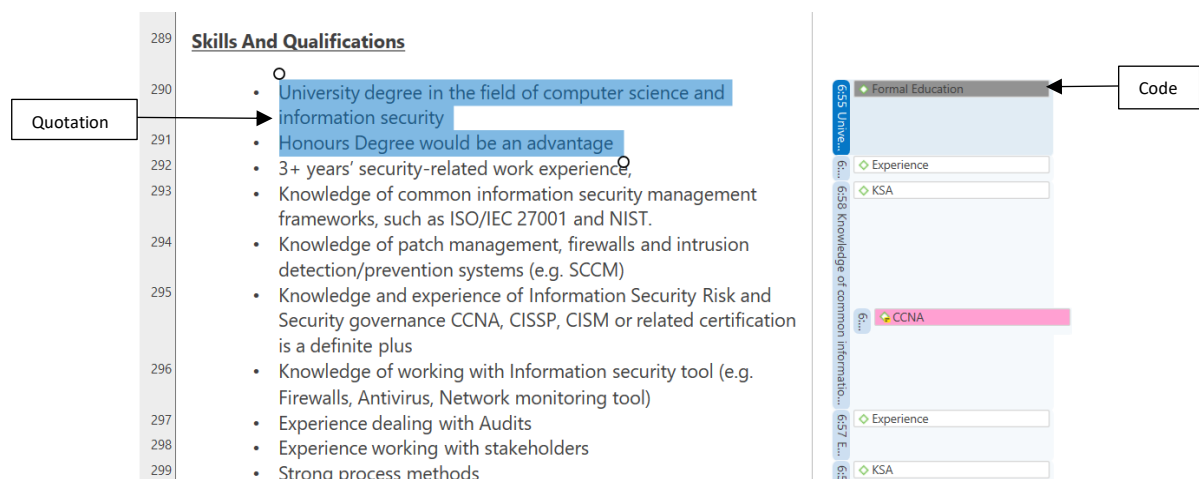 289 Skills And Qualifications
290 • University degree in the field of computer science and
information security
291 • Honours Degree would be an advantage
292 • 3+ years’ security-related work experience,
293 • Knowledge of common information security management
frameworks, such as ISO/IEC 27001 and NIST.
294 • Knowledge of patch management, firewalls and intrusion
detection/prevention systems (e.g. SCCM)
295 • Knowledge and experience of Information Security Risk and
Security governance CCNA, CISSP, CISM or related certification
is a definite plus
296 • Knowledge of working with Information security tool (e.g.
Firewalls, Antivirus, Network monitoring tool)
297 • Experience dealing with Audits
298 • Experience working with stakeholders
299 • Strong process methods
Quotation
6:55 Unive...
Formal Education
Code
6:...
Experience
6:58 Knowledge of common informatio...
KSA
6:...
CCNA
6:57 E...
Experience
KSA